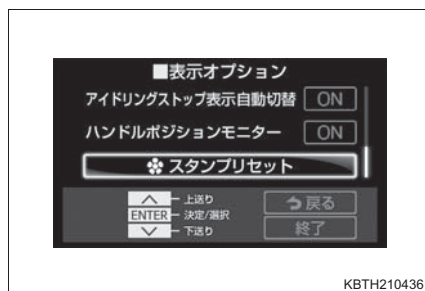 ■表示オプション
アイドリングストップ表示自動切替 ON
ハンドルポジションモニター ON
スタンプリセット
上送り
ENTER 決定/選択
下送り
戻る
終了
KBTH210436